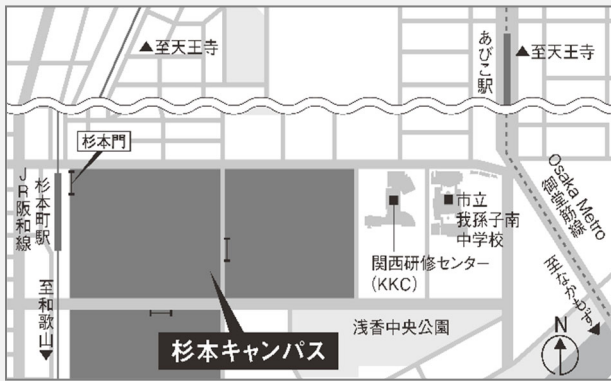 ▲至天王寺
あびこ駅
▲至天王寺
杉本門
JR阪和線
杉本町駅
至和歌山▼
市立
我孫子南
中学校
関西研修センター
(KKC)
Osaka Metro
御堂筋線
至なかもず▼
浅香中央公園
杉本キャンパス
N